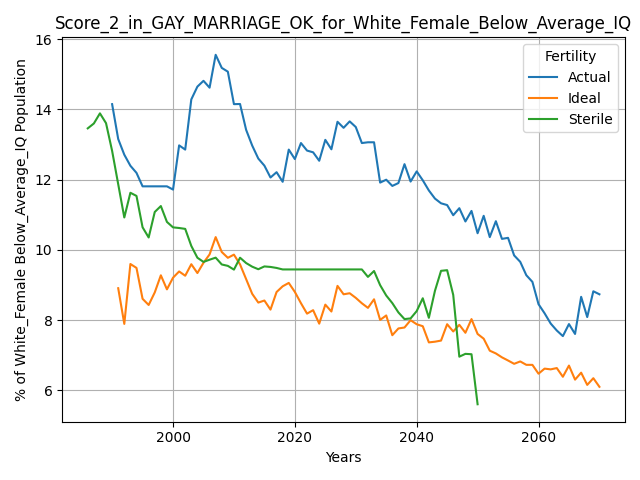 Score_2_in_GAY_MARRIAGE_OK_for_White_Female_Below_Average_IQ
% of White_Female Below_Average_IQ Population
16
14
12
10
8
6
Fertility
Actual
Ideal
Sterile
2000
2020
2040
2060
Years